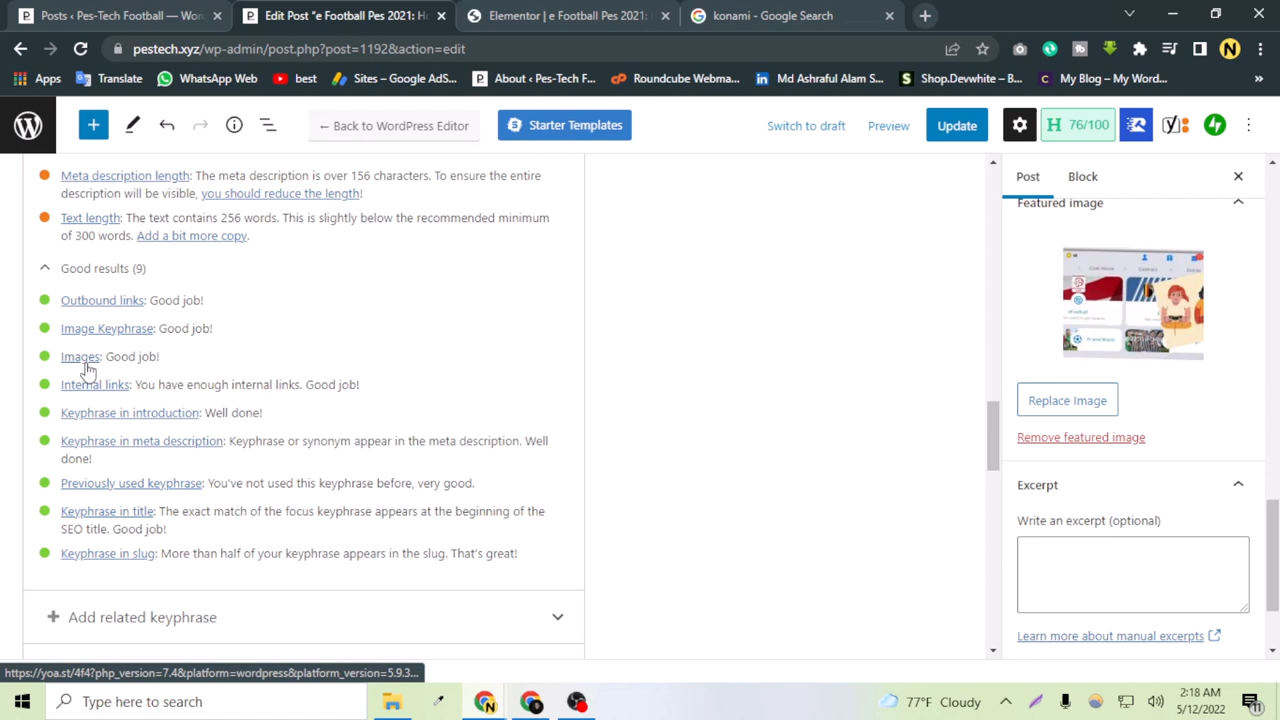 Posts ‹ Pes-Tech — Wo
Edit Post "e Football Pes 2021: Ho
Elementor | e Football Pes 2021: H
konami - Google Search
pestech.xyz/wp-admin/post.php?post=1192&action=edit
Apps
Translate
WhatsApp Web
best
Sites – Google AdS...
About ‹ Pes-Tech F...
Roundcube Webma...
Md Ashraful Alam S...
Shop.Dewhite – B...
My Blog – My Wor...
← Back to WordPress Editor
Starter Templates
Switch to draft
Preview
Update
76/100
Meta description length: The meta description is over 156 characters. To ensure the entire
description will be visible, you should reduce the length!
Text length: The text contains 256 words. This is slightly below the recommended minimum
of 300 words. Add a bit more copy.
Good results (9)
Outbound links: Good job!
Image Keyphrase: Good job!
Images: Good job!
Internal links: You have enough internal links. Good job!
Keyphrase in introduction: Well done!
Keyphrase in meta description: Keyphrase or synonym appear in the meta description. Well
done!
Previously used keyphrase: You've not used this keyphrase before, very good.
Keyphrase in title: The exact match of the focus keyphrase appears at the beginning of the
SEO title. Good job!
Keyphrase in slug: More than half of your keyphrase appears in the slug. That's great!
Add related keyphrase
Post
Block
Featured image
Replace Image
Remove featured image
Excerpt
Write an excerpt (optional)
Learn more about manual excerpts
https://yoa.st/4f4?php_version=7.4&platform=wordpress&platform_version=5.9.3...
Type here to search
77°F Cloudy
2:18 AM
5/12/2022